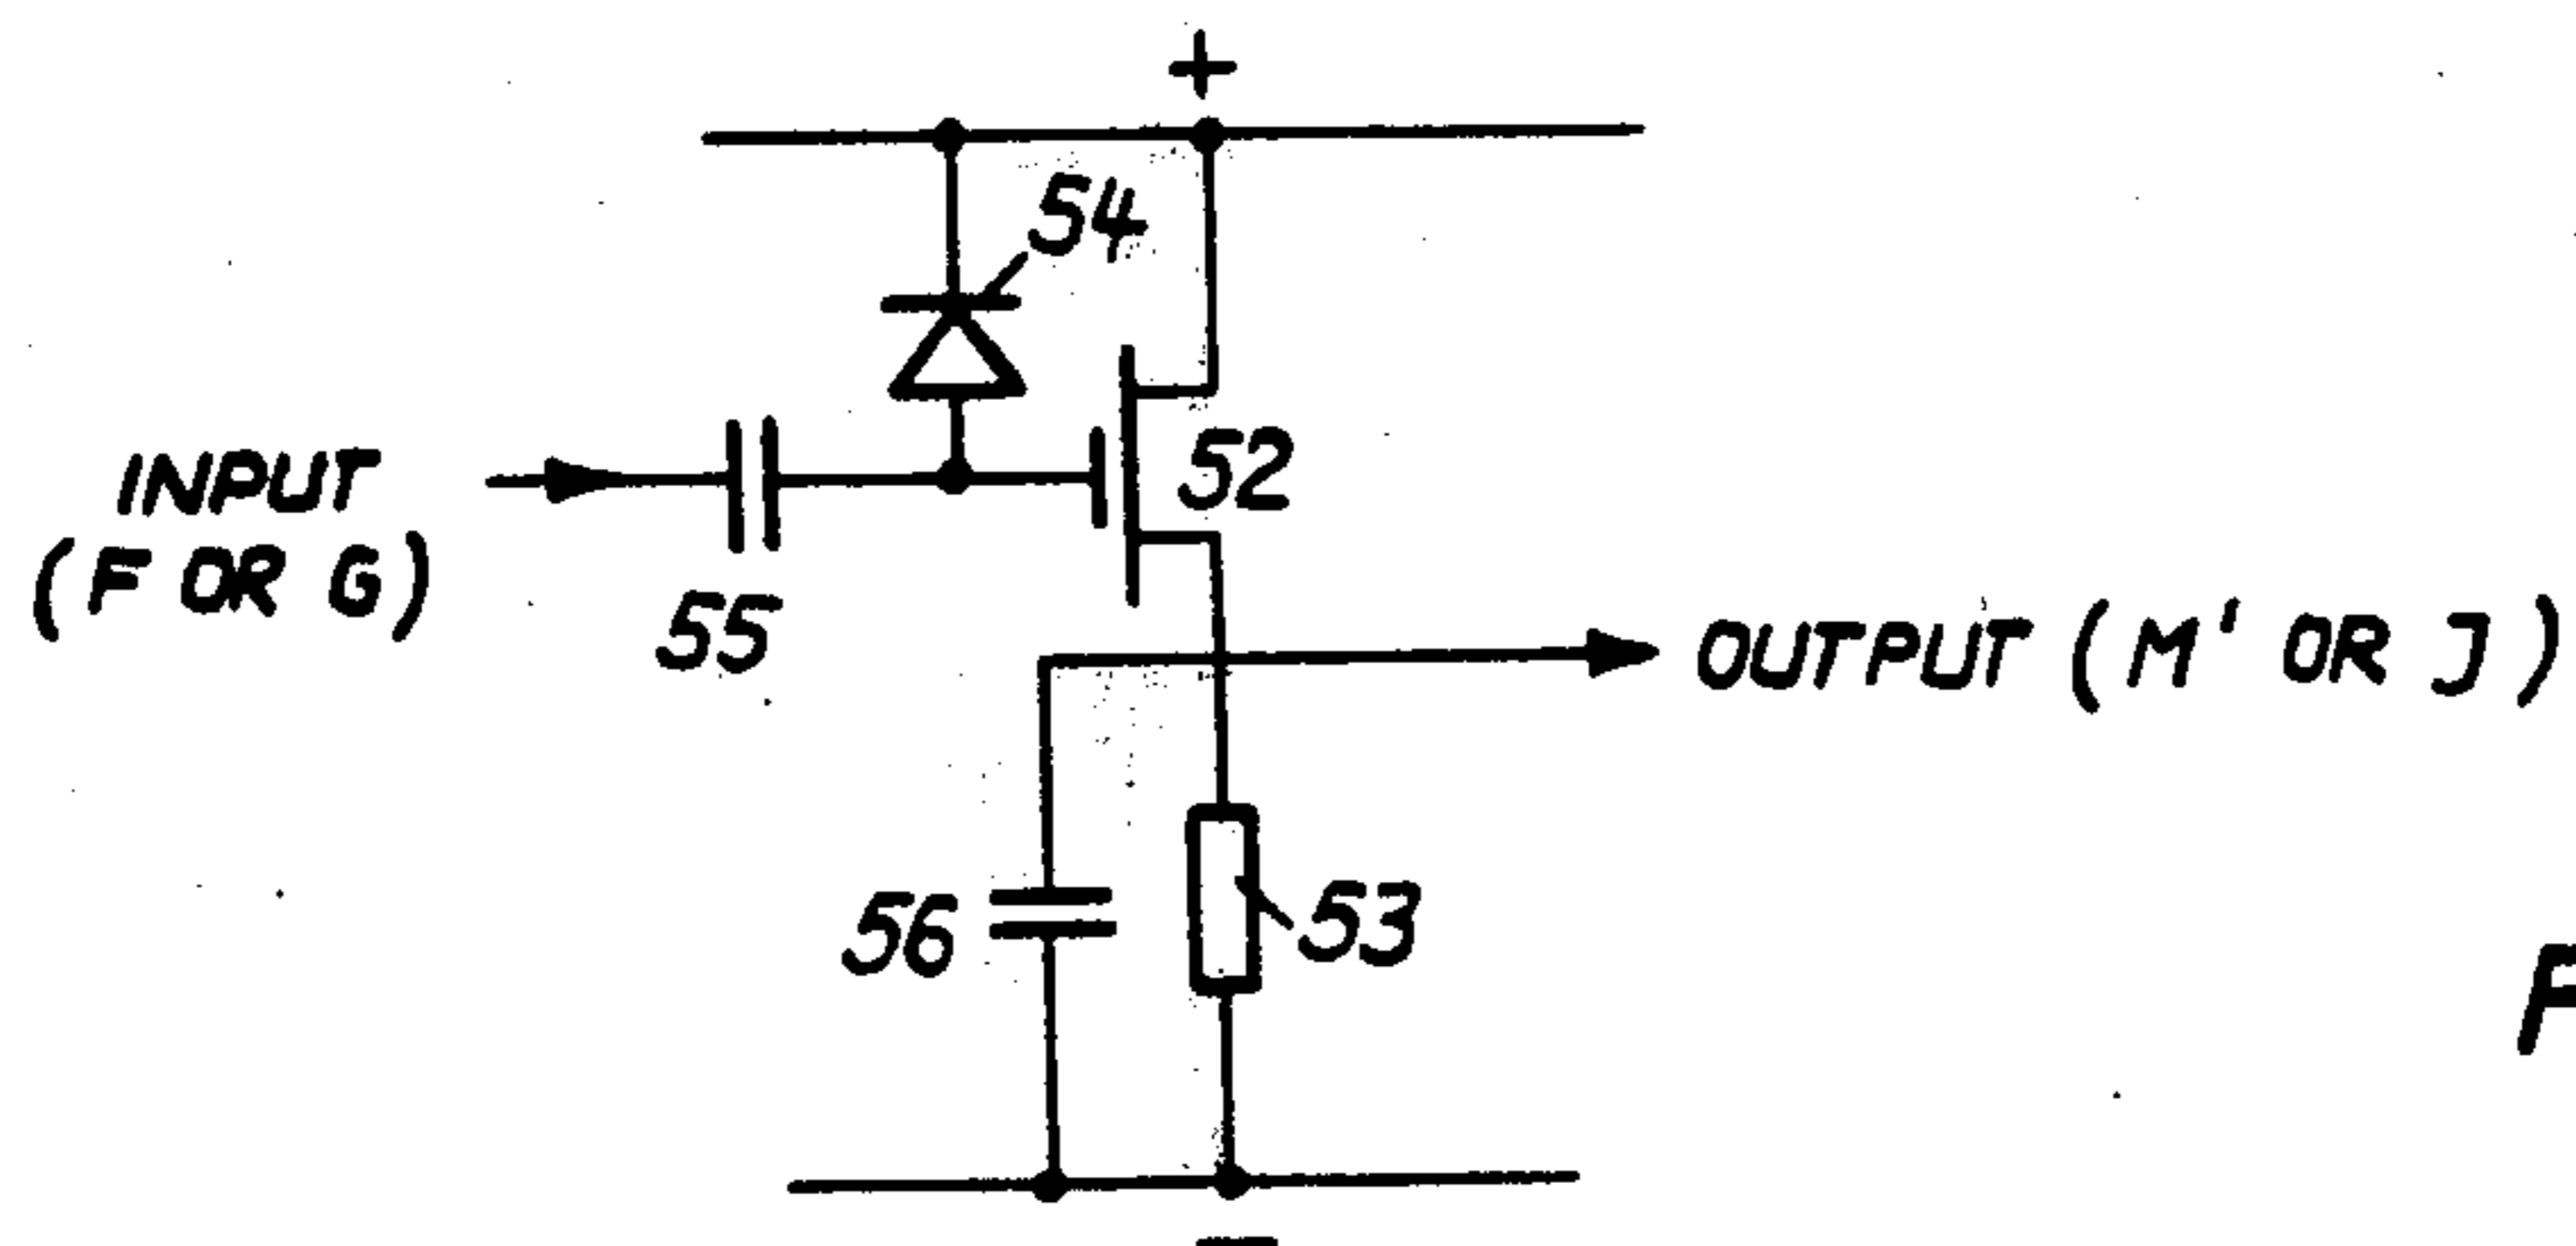 +
54
52
INPUT
(F OR G)
55
OUTPUT (M' OR J)
56
53
F
-